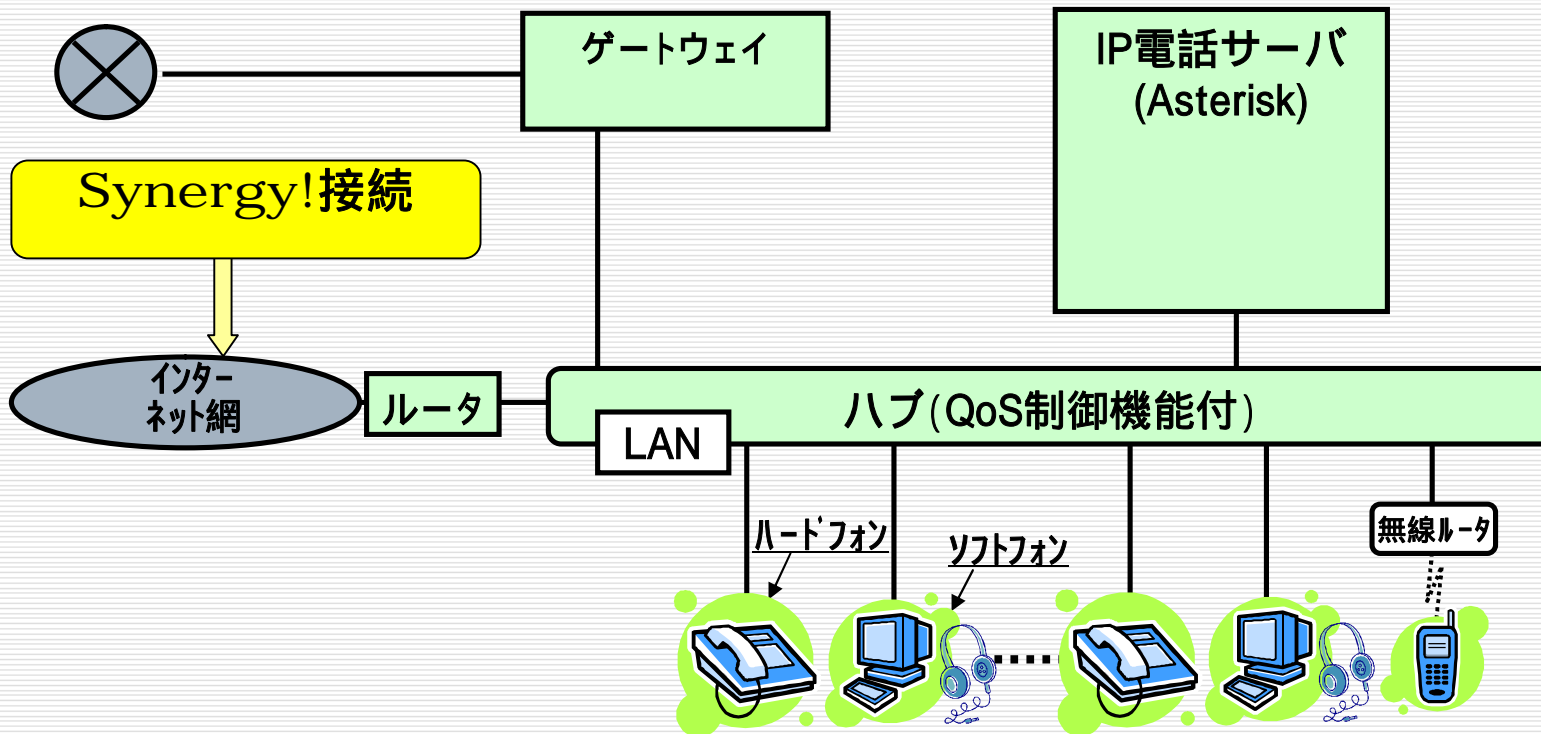 ゲートウェイ
IP電話サーバ
(Asterisk)
Synergy!接続
インター
ネット網
ルータ
ハブ(QoS制御機能付)
LAN
ﾊｰﾄﾞﾌｫﾝ
ｿﾌﾄﾌｫﾝ
無線ﾙｰﾀ